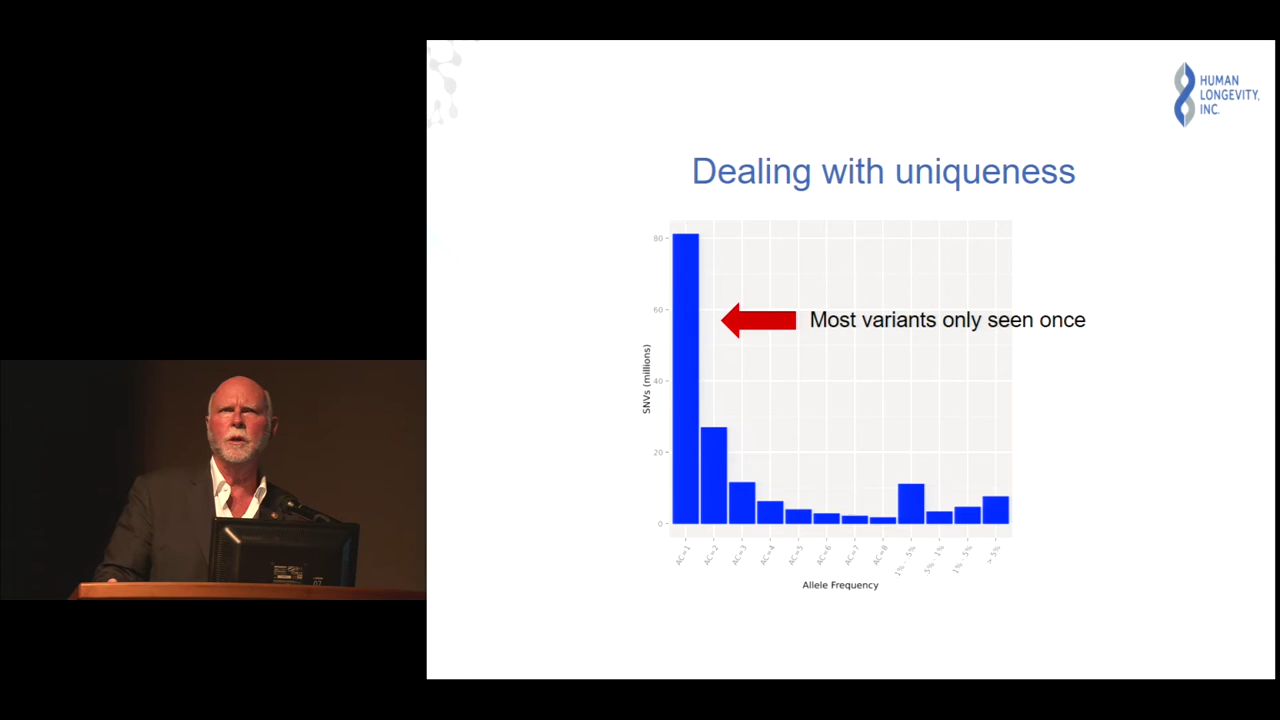 HUMAN
LONGEVITY,
INC.
Dealing with uniqueness
80
60
40
20
0
SNVs (millions)
Most variants only seen once
AC=1
AC=2
AC=3
AC=4
AC=5
AC=6
AC=7
AC=8
> 5%
Allele Frequency